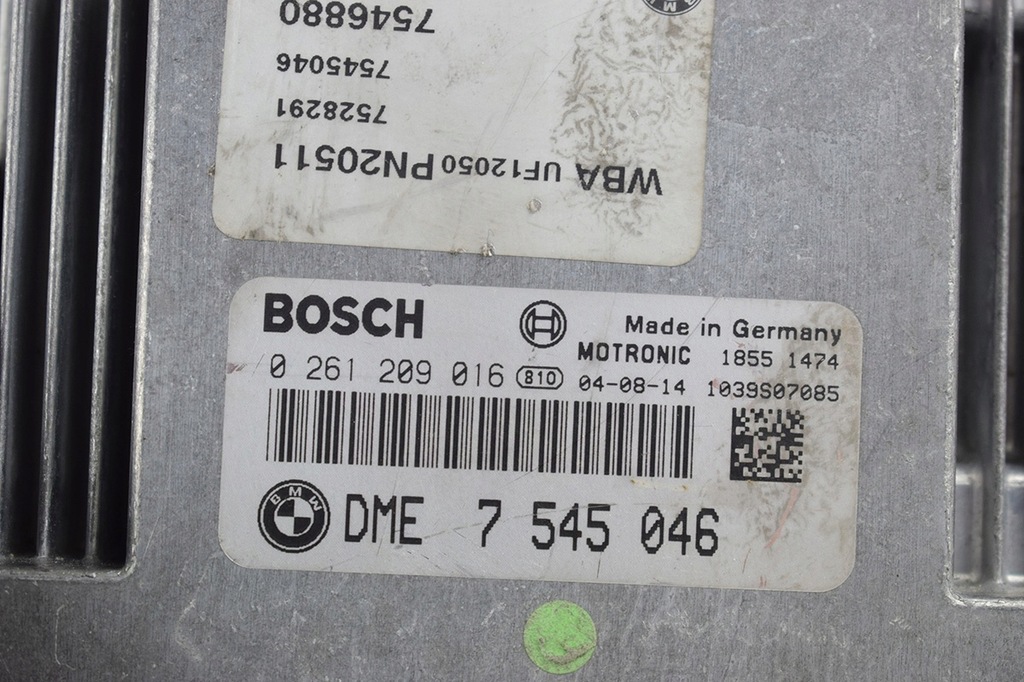 WBA UF12050 PN20511
7528291
7545046
7546880
BOSCH
Made in Germany
MOTRONIC 1855 1474
0 261 209 016 810 04-08-14 1039S07085
BMW DME 7 545 046